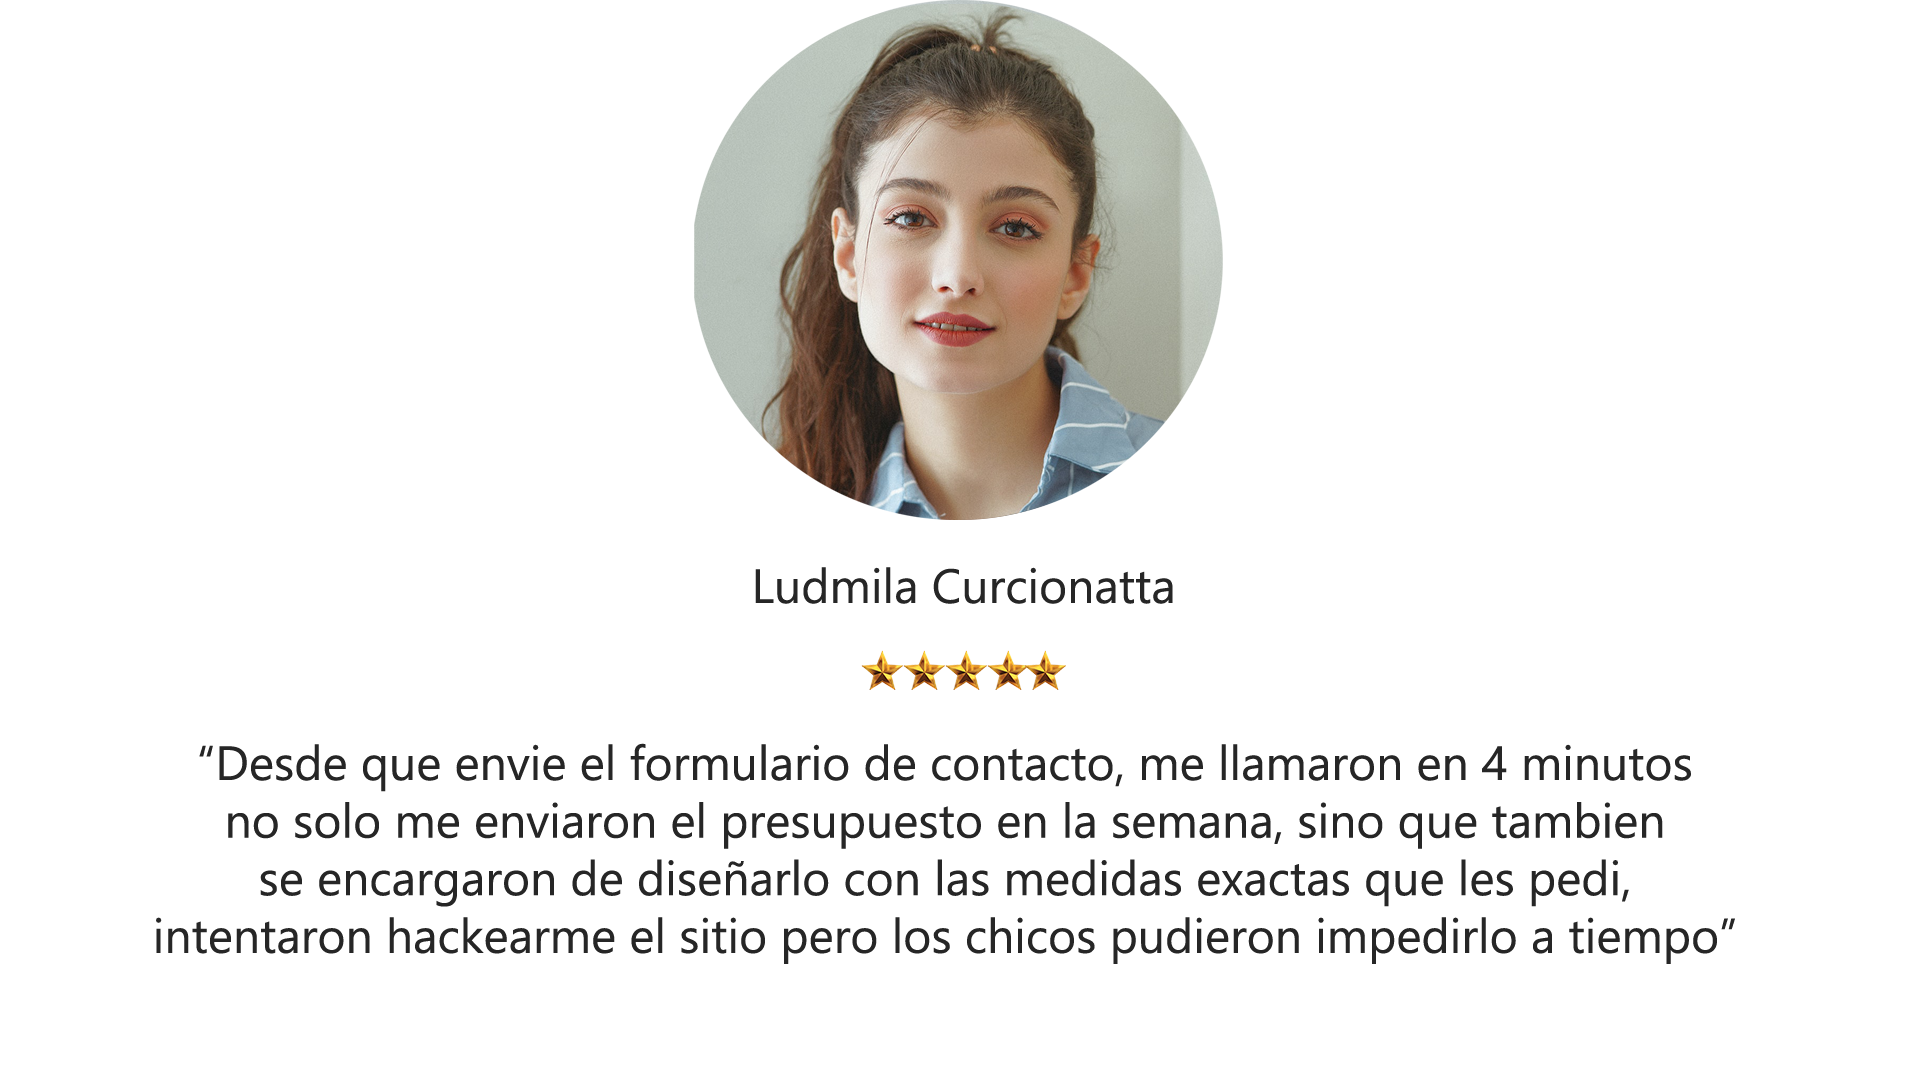 Ludmila Curcionatta
“Desde que envie el formulario de contacto, me llamaron en 4 minutos
no solo me enviaron el presupuesto en la semana, sino que tambien
se encargaron de diseñarlo con las medidas exactas que les pedi,
intentaron hackearme el sitio pero los chicos pudieron impedirlo a tiempo”